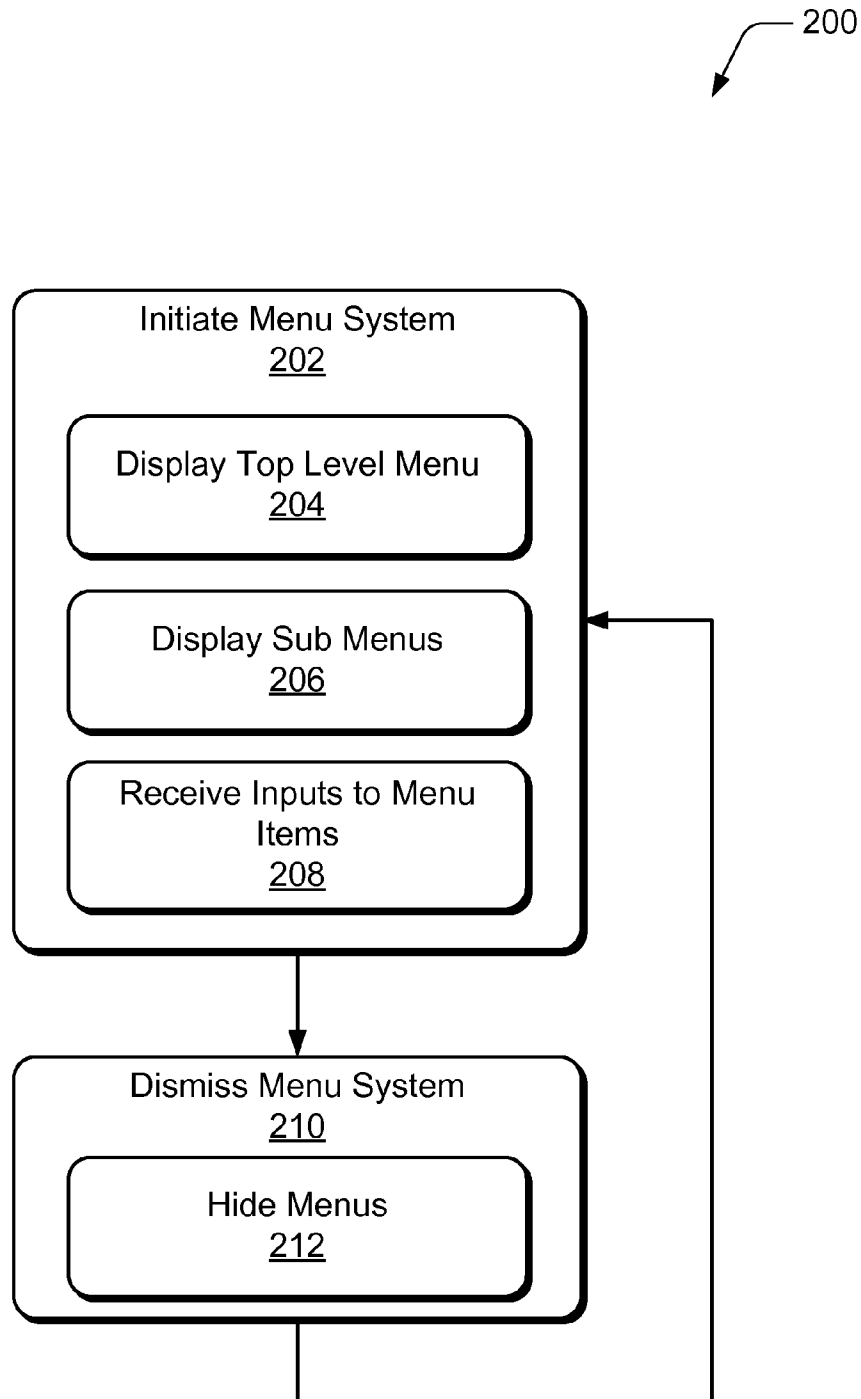 200
Initiate Menu System
202
Display Top Level Menu
204
Display Sub Menus
206
Receive Inputs to Menu
Items
208
Dismiss Menu System
210
Hide Menus
212